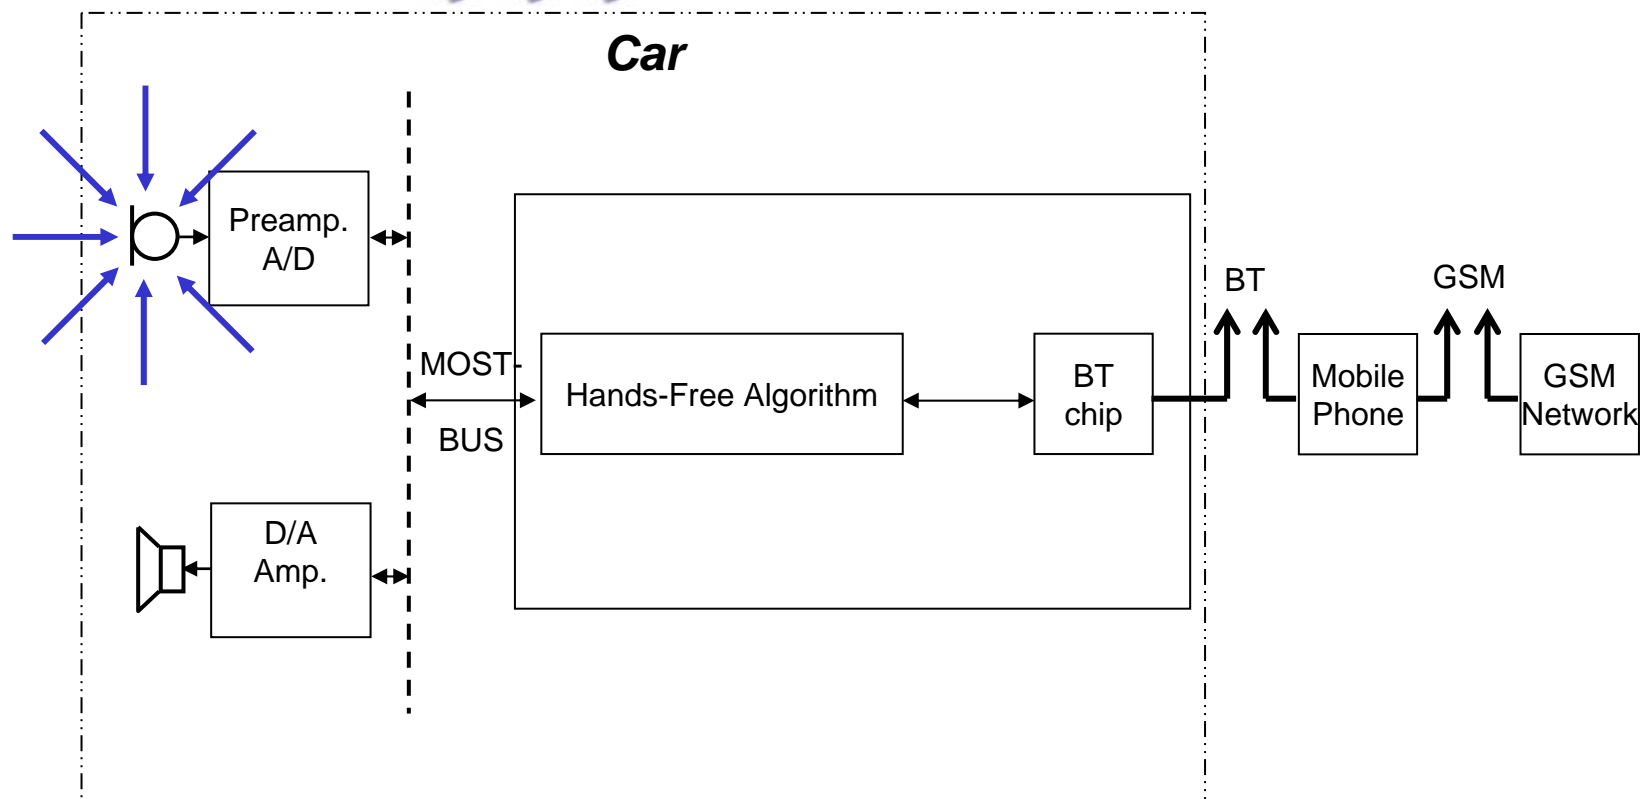 Car
Preamp.
A/D
MOST-
BUS
Hands-Free Algorithm
BT
chip
BT
GSM
Mobile
Phone
GSM
Network
D/A
Amp.